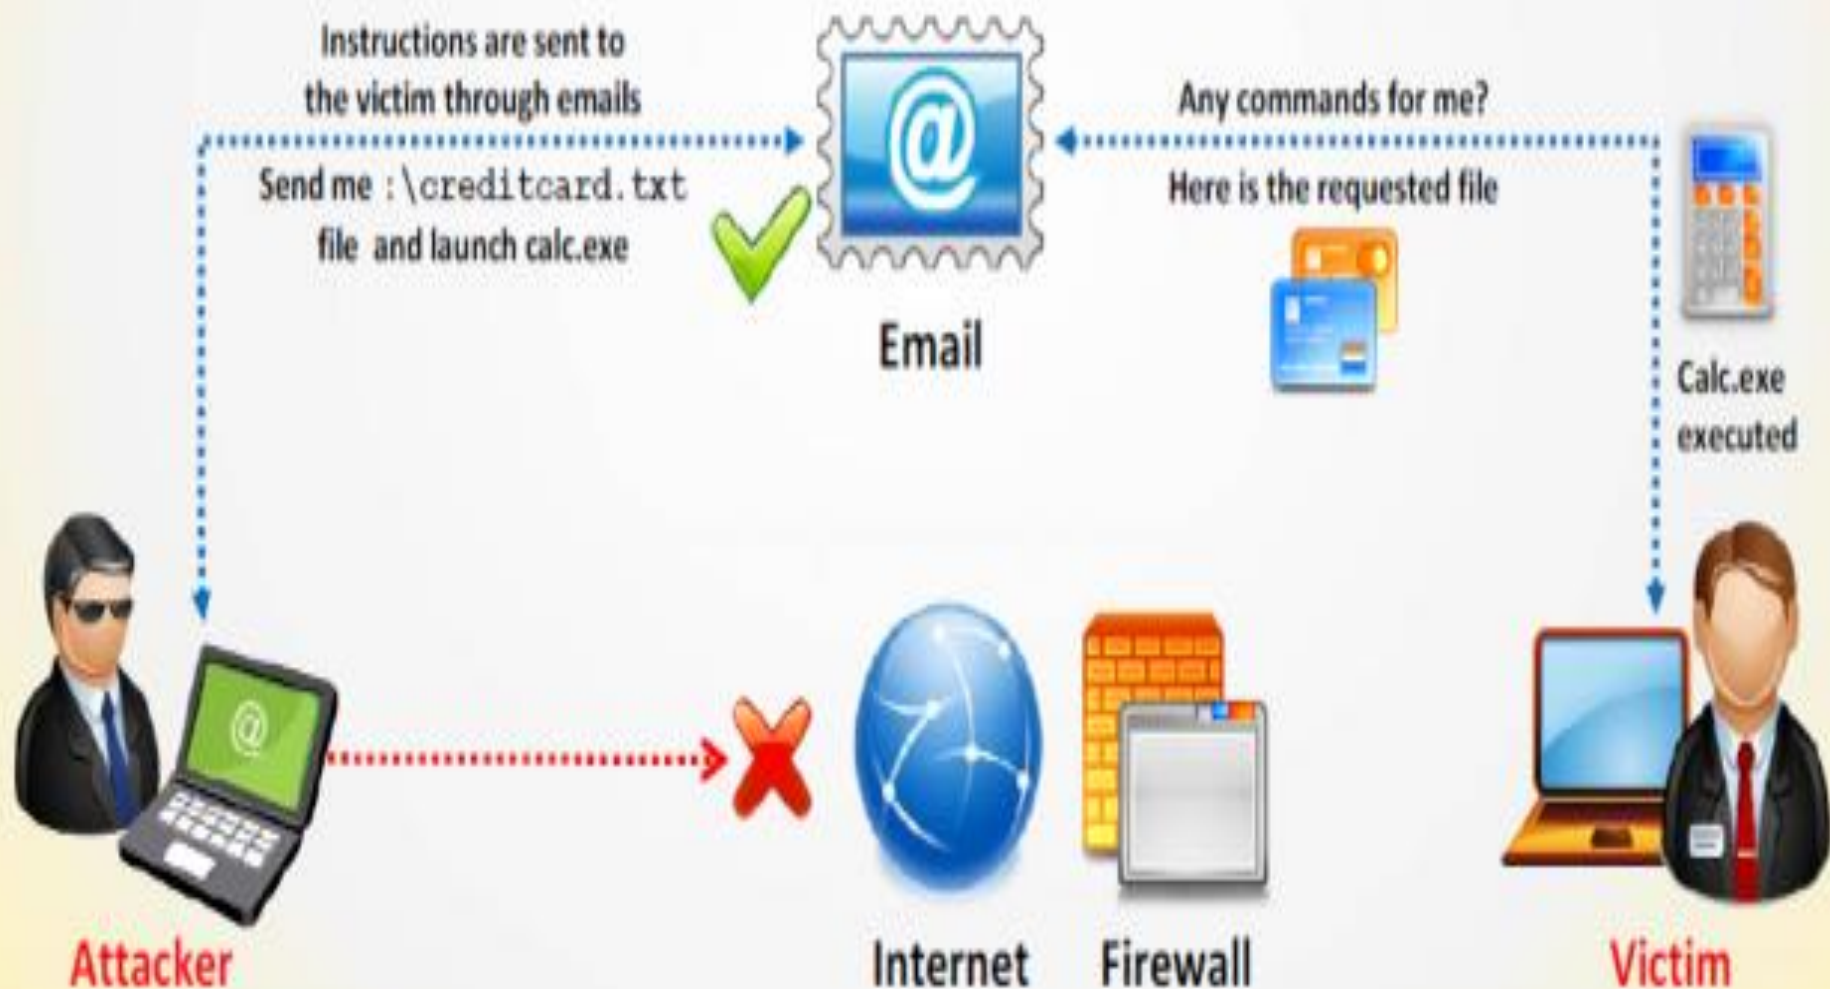 Instructions are sent to
the victim through emails
Send me :\creditcard.txt
file and launch calc.exe
@
Email
Any commands for me?
Here is the requested file
Calc.exe
executed
@
Attacker
Internet
Firewall
Victim